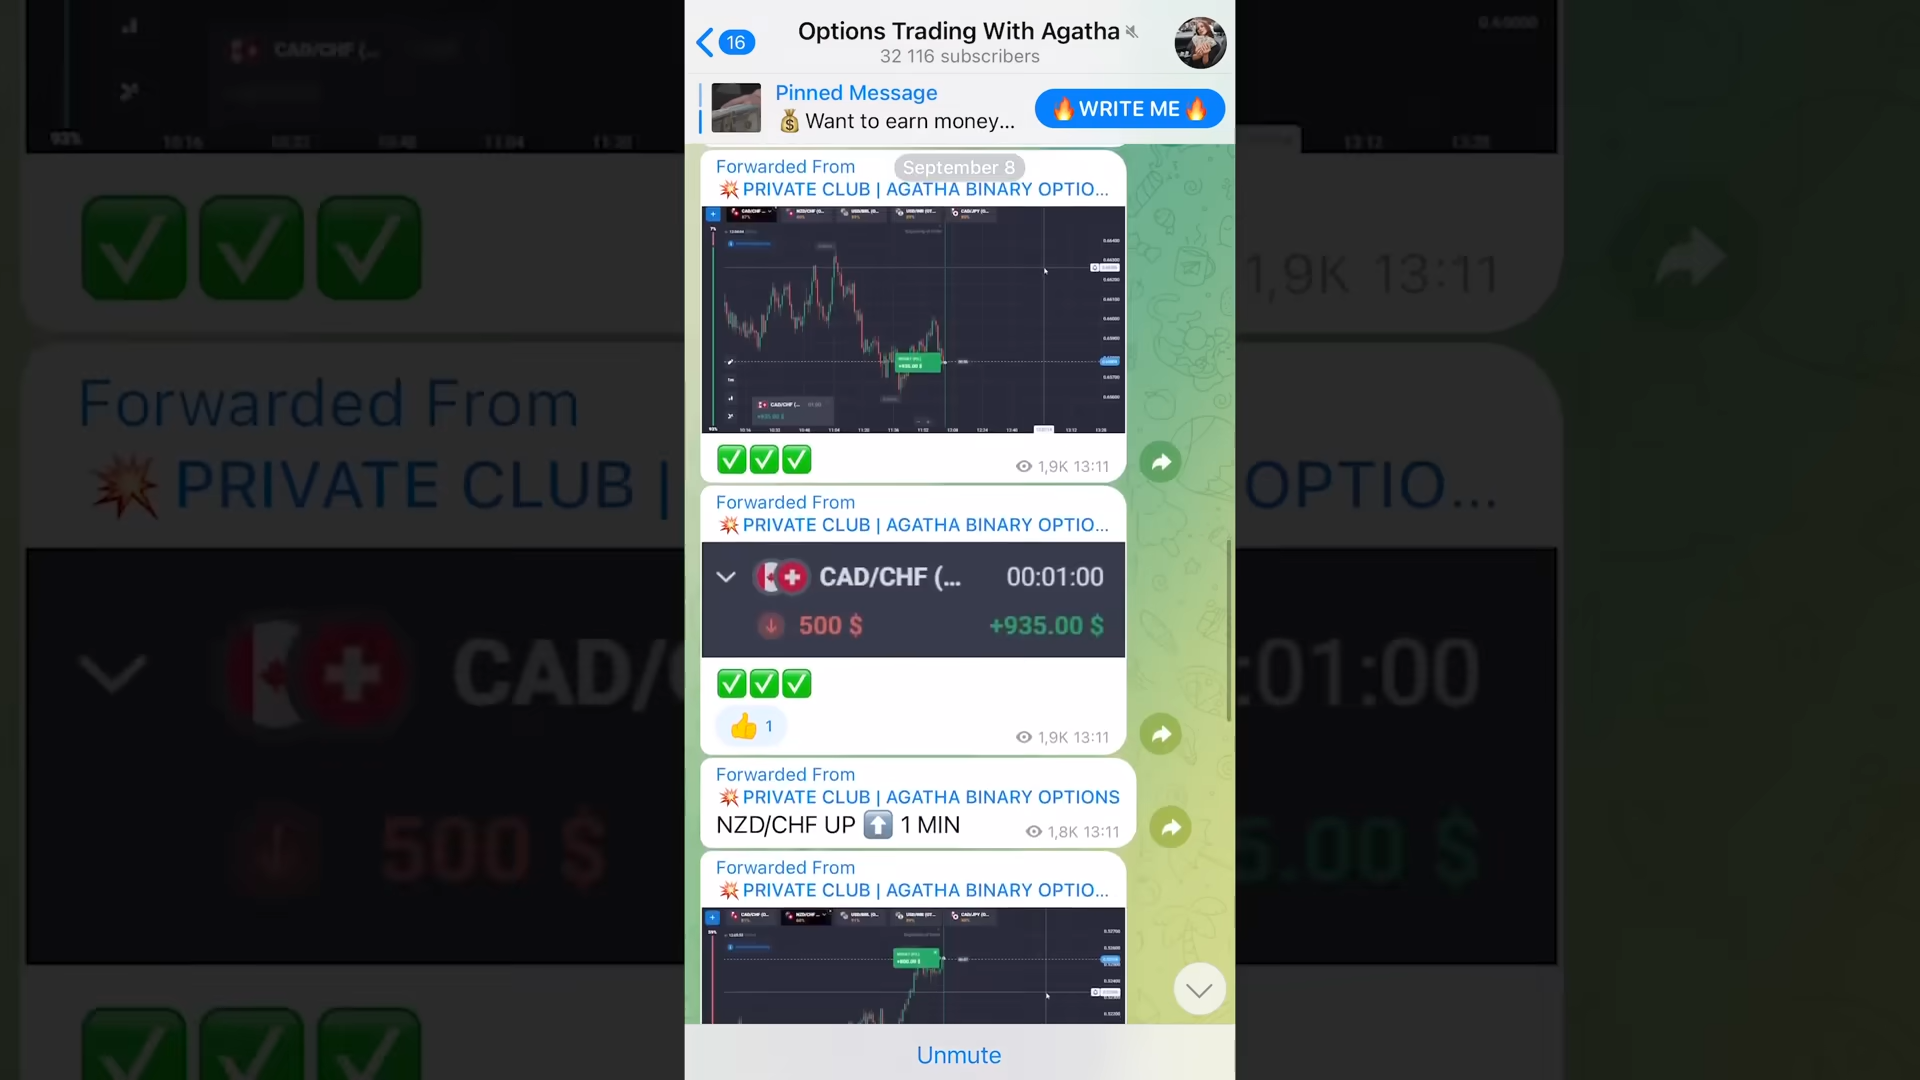 16
Options Trading With Agatha
32 116 subscribers
Pinned Message
💰 Want to earn money...
🔥 WRITE ME 🔥
September 8
Forwarded From
💥 PRIVATE CLUB | AGATHA BINARY OPTIO...
✅✅✅
1,9K 13:11
Forwarded From
💥 PRIVATE CLUB | AGATHA BINARY OPTIO...
CAD/CHF (... 00:01:00
500 $ +935.00 $
✅✅✅
👍 1
1,9K 13:11
Forwarded From
💥 PRIVATE CLUB | AGATHA BINARY OPTIONS
NZD/CHF UP ⬆️ 1 MIN
1,8K 13:11
Forwarded From
💥 PRIVATE CLUB | AGATHA BINARY OPTIO...
Unmute